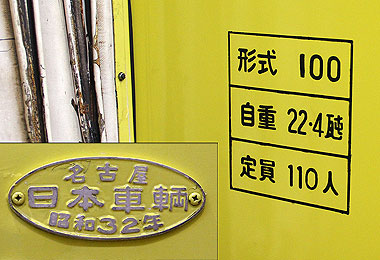 形式 100
自重 22.4瓲
定員 110人
名古屋
日本車輌
昭和32年